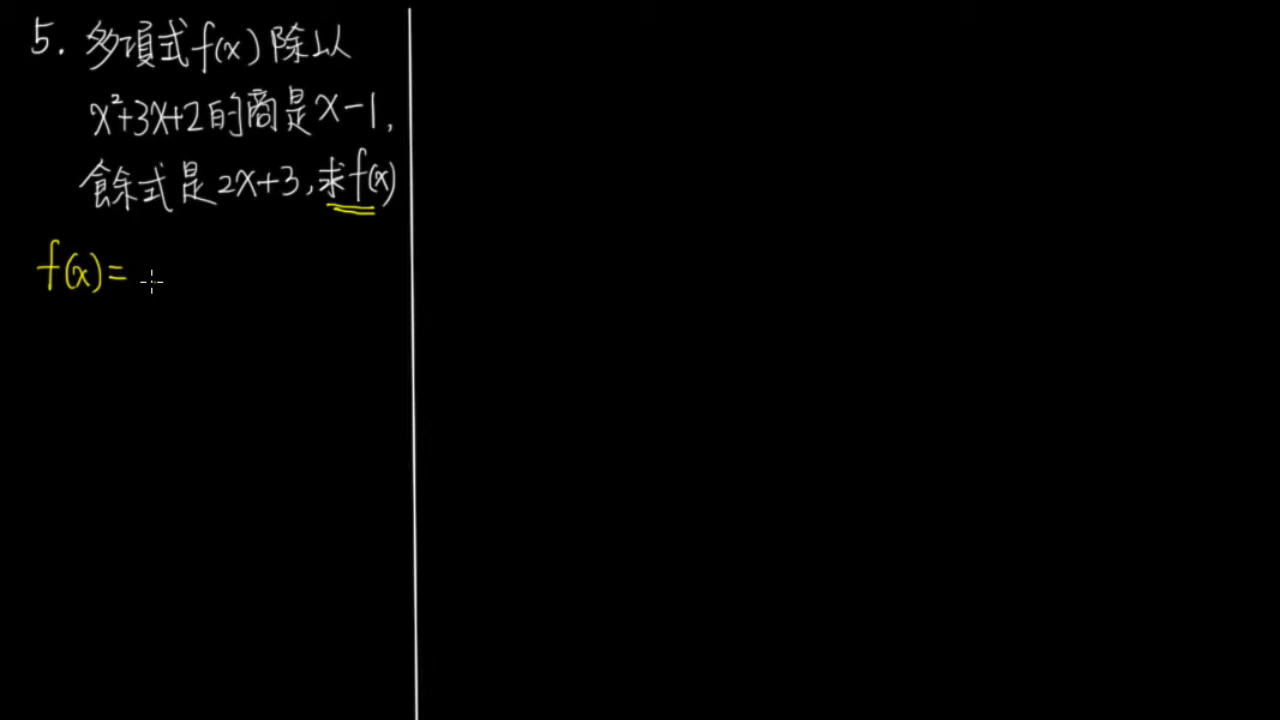 5. 多項式f(x)除以
x²+3x+2的商是x-1,
餘式是2x+3,求f(x)
f(x)=